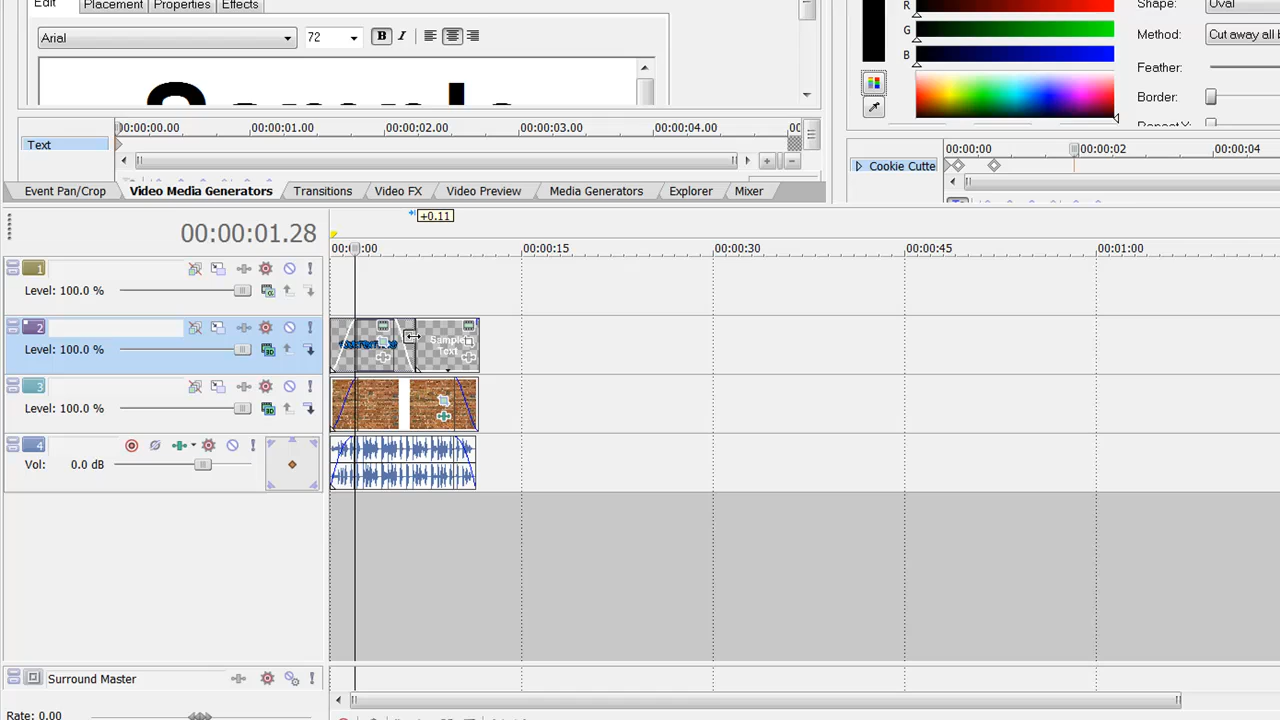 Edit Placement Properties Effects
Arial 72 B I
Sample
00:00:00.00 00:00:01.00 00:00:02.00 00:00:03.00 00:00:04.00 00
Text
Event Pan/Crop Video Media Generators Transitions Video FX Video Preview Media Generators Explorer Mixer
R
G
B
Shape: Oval
Method: Cut away all
Feather:
Border:
Repeat X:
00:00:00 00:00:02 00:00:04
Cookie Cutte
+0.11
00:00:01.28
00:00:00 00:00:15 00:00:30 00:00:45 00:01:00
1
Level: 100.0 %
2
Level: 100.0 %
Sample
Text
3
Level: 100.0 %
4
Vol: 0.0 dB
Surround Master
Rate: 0.00